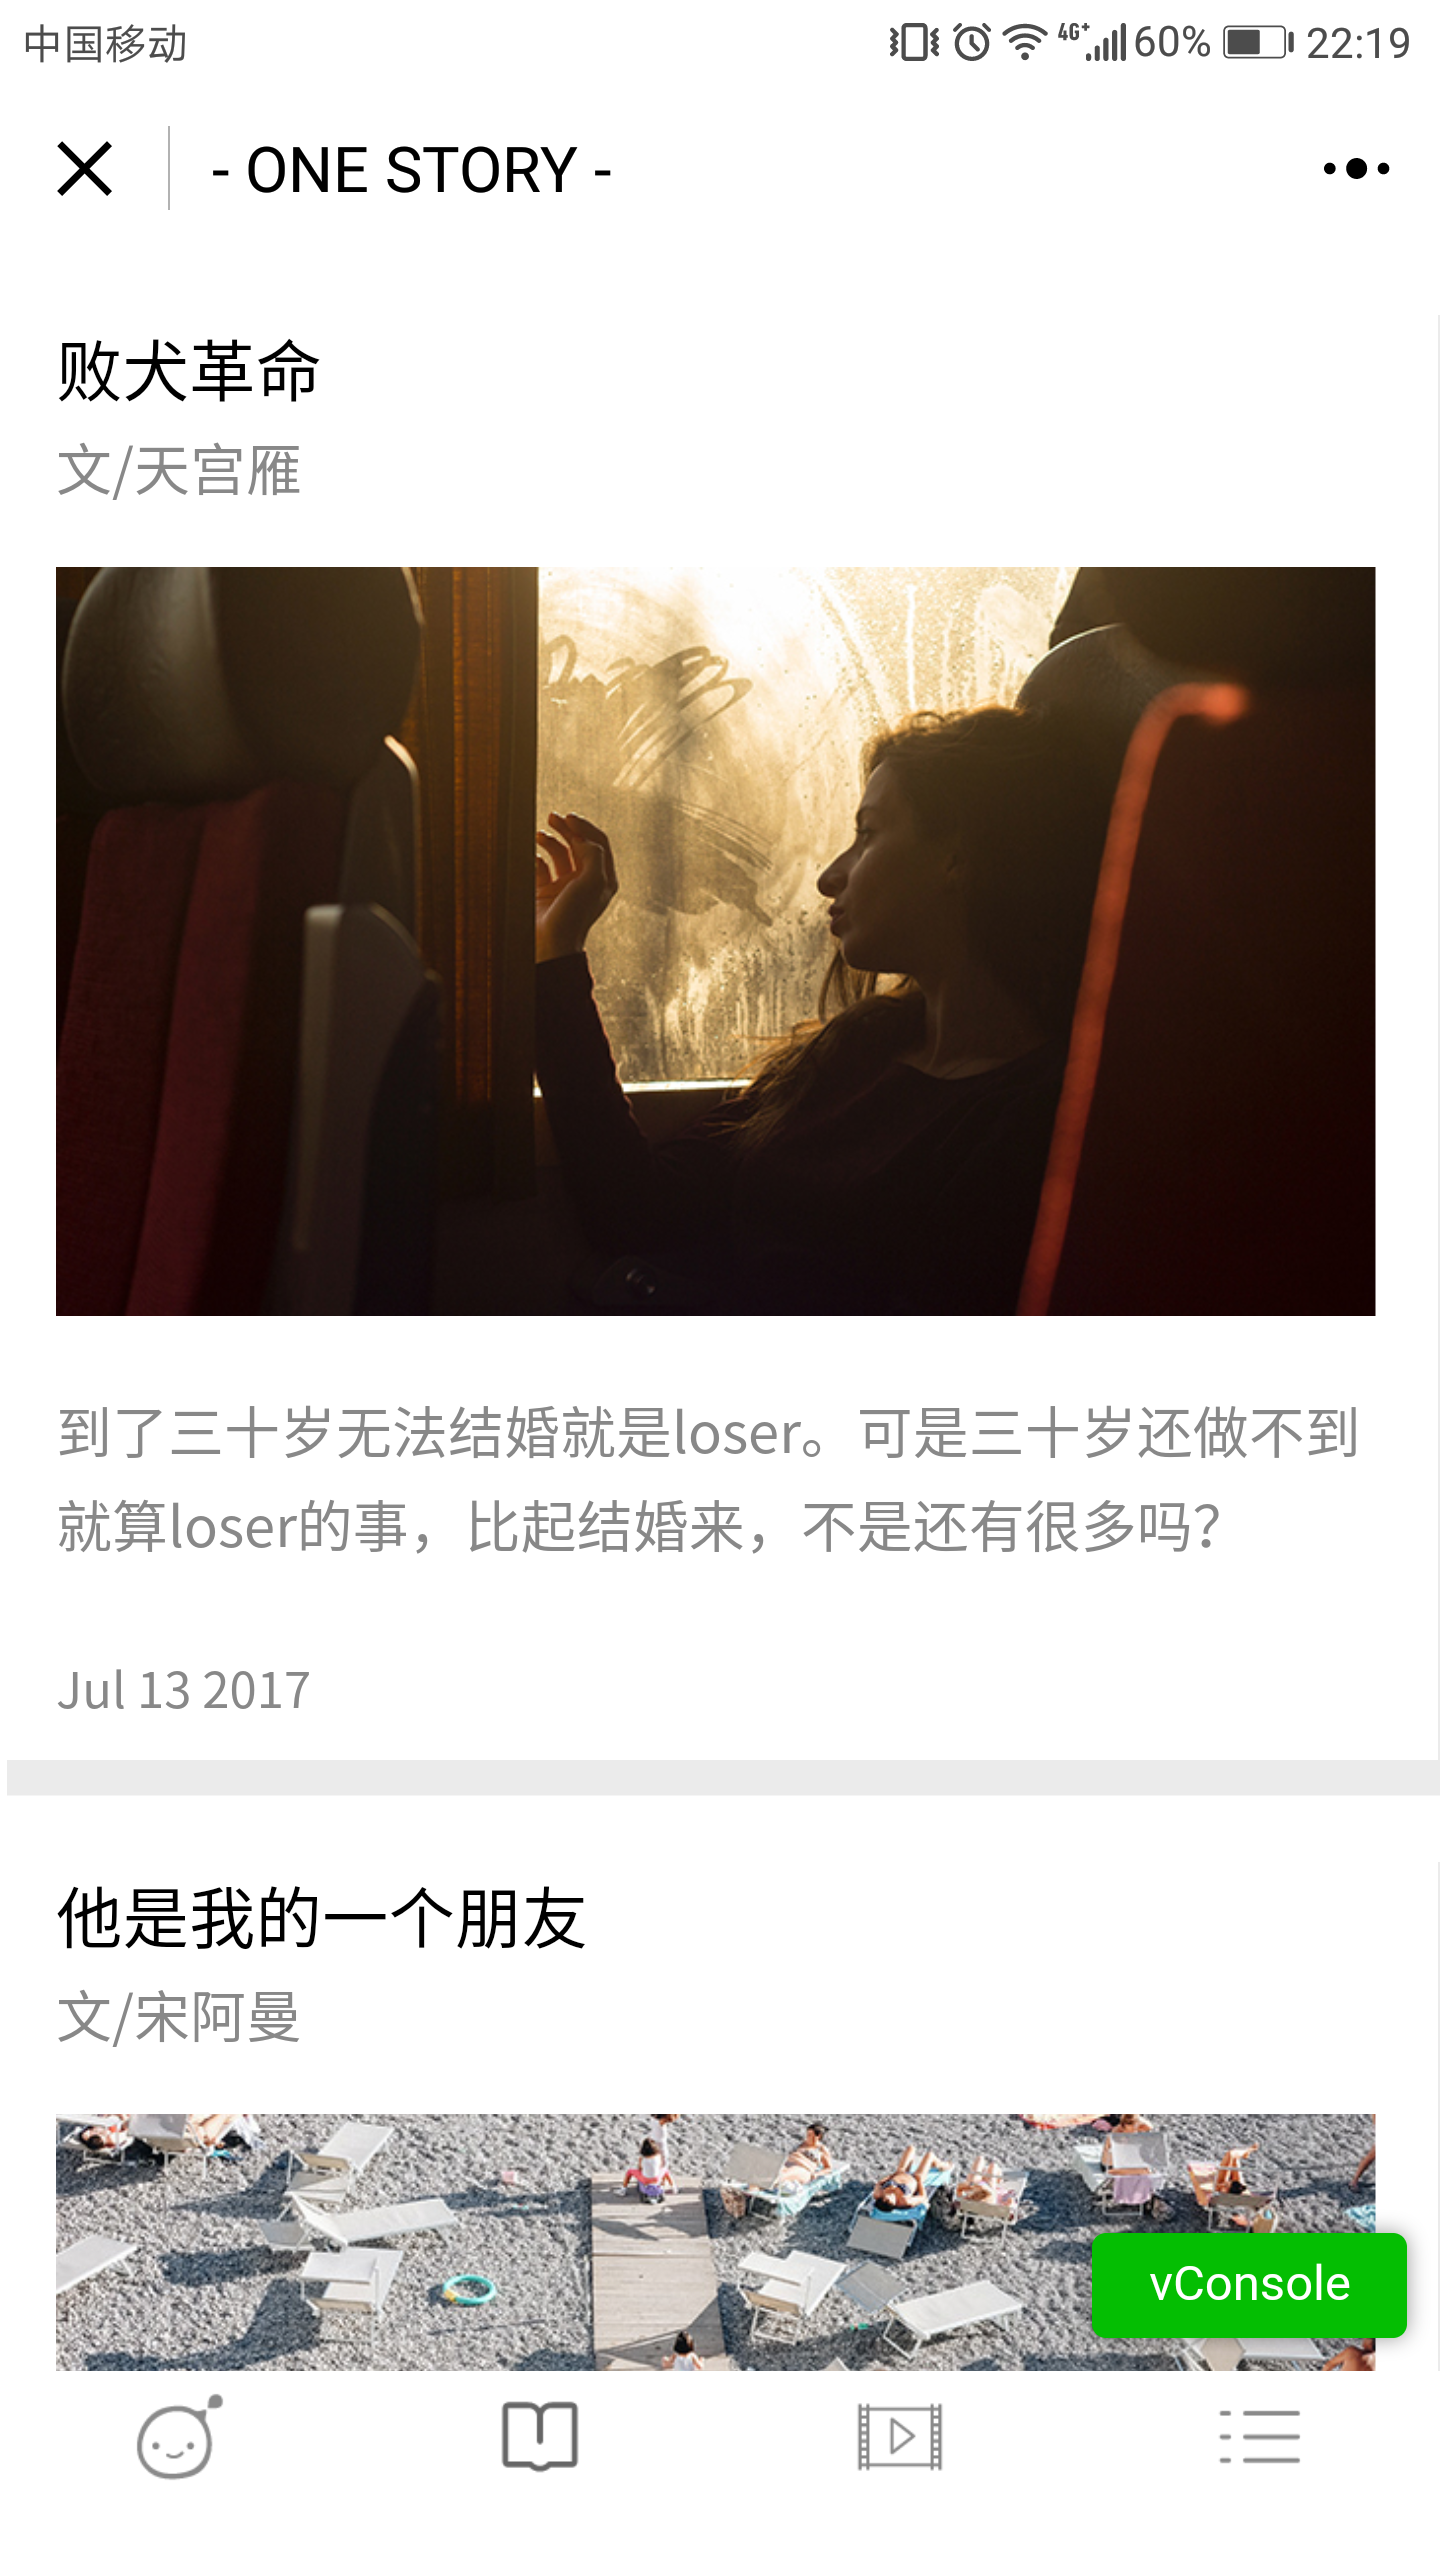 中国移动
4G+ 60% 22:19
- ONE STORY -
败犬革命
文/天宫雁
到了三十岁无法结婚就是loser。可是三十岁还做不到
就算loser的事，比起结婚来，不是还有很多吗？
Jul 13 2017
他是我的一个朋友
文/宋阿曼
vConsole